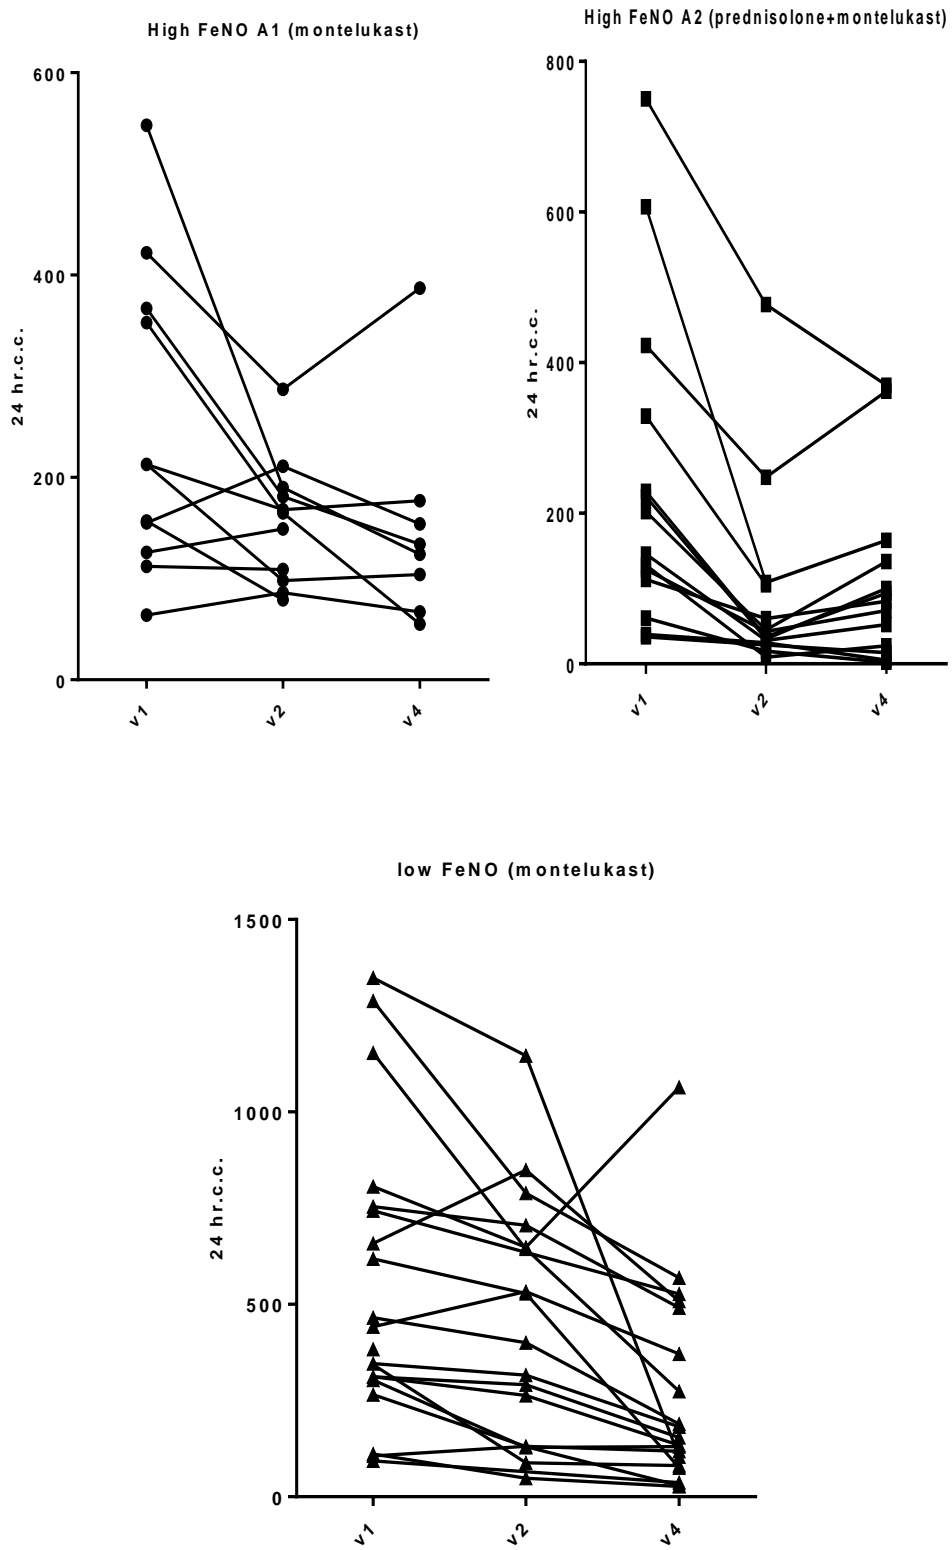 High FeNO A1 (montelukast)
600
400
200
0
24 hr.c.c.
v1
v2
v4
High FeNO A2 (prednisolone+montelukast)
800
600
400
200
0
24 hr.c.c.
v1
v2
v4
low FeNO (montelukast)
1500
1000
500
0
24 hr.c.c.
v1
v2
v4